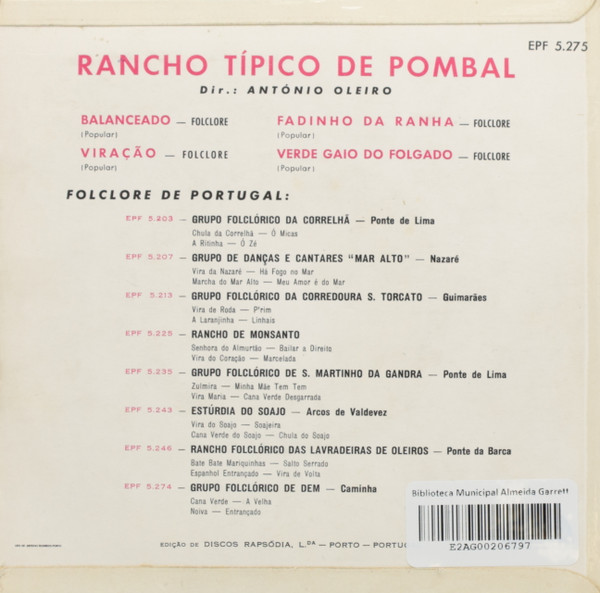 EPF 5.275
RANCHO TÍPICO DE POMBAL
Dir.: ANTÓNIO OLEIRO
BALANCEADO — FOLCLORE
(Popular)
FADINHO DA RANHA — FOLCLORE
(Popular)
VIRAÇÃO — FOLCLORE
(Popular)
VERDE GAIO DO FOLGADO — FOLCLORE
(Popular)
FOLCLORE DE PORTUGAL:
EPF 5.203 — GRUPO FOLCLÓRICO DA CORRELHÃ — Ponte de Lima
Chula da Correlhã — Ó Micas
A Ritinha — Ó Zé
EPF 5.207 — GRUPO DE DANÇAS E CANTARES "MAR ALTO" — Nazaré
Vira da Nazaré — Há Fogo no Mar
Marcha do Mar Alto — Meu Amor é do Mar
EPF 5.213 — GRUPO FOLCLÓRICO DA CORREDOURA S. TORCATO — Guimarães
Vira de Roda — P'rim
A Laranjinha — Linhais
EPF 5.225 — RANCHO DE MONSANTO
Senhora do Almurtão — Bailar a Direito
Vira do Coração — Marcelada
EPF 5.235 — GRUPO FOLCLÓRICO DE S. MARTINHO DA GANDRA — Ponte de Lima
Zulmira — Minha Mãe Tem Tem
Vira Maria — Cana Verde Desgarrada
EPF 5.243 — ESTÚRDIA DO SOAJO — Arcos de Valdevez
Vira do Soajo — Soajeira
Cana Verde do Soajo — Chula do Soajo
EPF 5.246 — RANCHO FOLCLÓRICO DAS LAVRADEIRAS DE OLEIROS — Ponte da Barca
Bate Bate Mariquinhas — Salto Serrado
Espanhol Entrançado — Vira de Volta
EPF 5.274 — GRUPO FOLCLÓRICO DE DEM — Caminha
Cana Verde — A Velha
Noiva — Entrançado
Biblioteca Municipal Almeida Garrett
E2AG00206797
EDIÇÃO DE DISCOS RAPSÓDIA, L.DA — PORTO — PORTUG